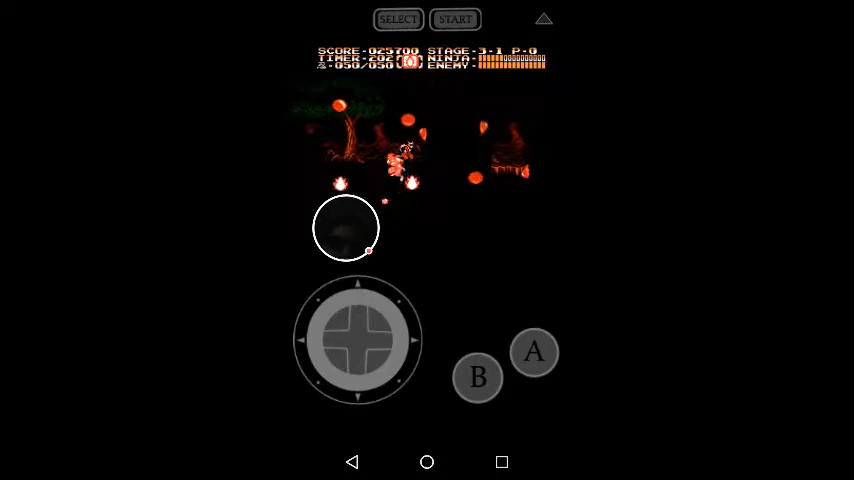 SELECT START
SCORE-025700 STAGE-3-1 P-0
TIMER-202 NINJA-
-050/050 ENEMY-
A
B